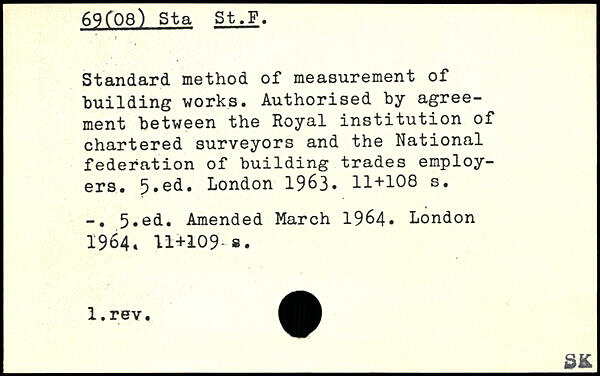 69(08) Sta St.F.
Standard method of measurement of
building works. Authorised by agree-
ment between the Royal institution of
chartered surveyors and the National
federation of building trades employ-
ers. 5.ed. London 1963. 11+108 s.
-. 5.ed. Amended March 1964. London
1964. 11+109 s.
1.rev.
SK